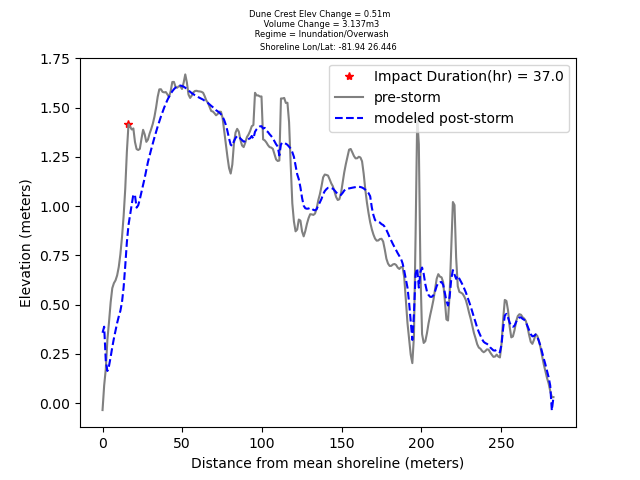 Dune Crest Elev Change = 0.51m
Volume Change = 3.137m3
Regime = Inundation/Overwash
Shoreline Lon/Lat: -81.94 26.446
Impact Duration(hr) = 37.0
pre-storm
modeled post-storm
Elevation (meters)
1.75
1.50
1.25
1.00
0.75
0.50
0.25
0.00
0 50 100 150 200 250
Distance from mean shoreline (meters)